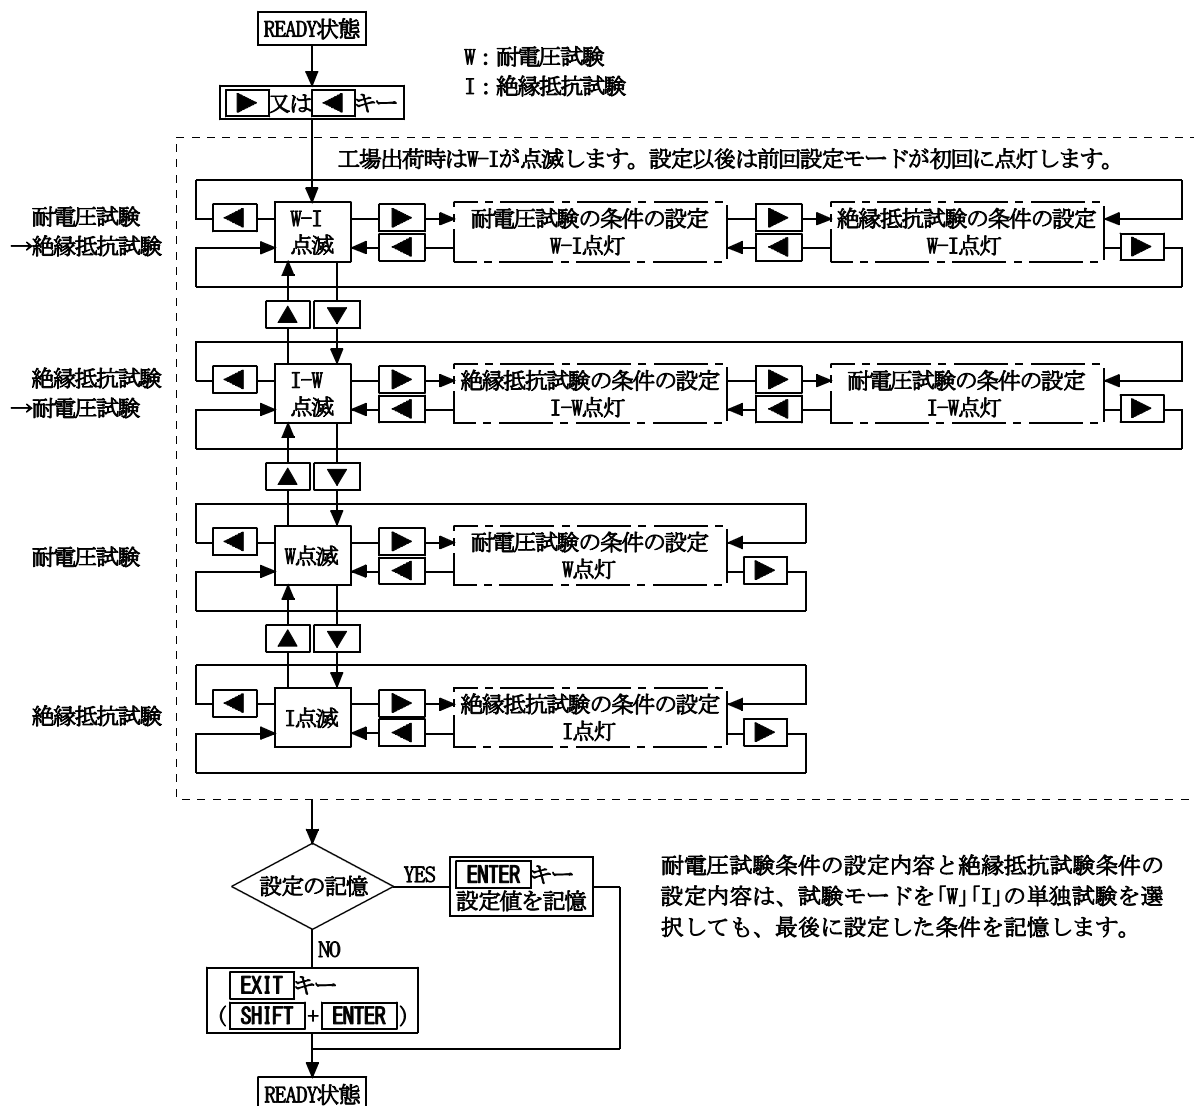 READY状態
W:耐電圧試験
I:絶縁抵抗試験
▶又は◀キー
工場出荷時はW-Iが点滅します。設定以後は前回設定モードが初回に点灯します。
耐電圧試験
→絶縁抵抗試験
◀
W-I
点滅
▶
◀
耐電圧試験の条件の設定
W-I点灯
▶
◀
絶縁抵抗試験の条件の設定
W-I点灯
▶
▲
▼
絶縁抵抗試験
→耐電圧試験
◀
I-W
点滅
▶
◀
絶縁抵抗試験の条件の設定
I-W点灯
▶
◀
耐電圧試験の条件の設定
I-W点灯
▶
▲
▼
耐電圧試験
◀
W点滅
▶
◀
耐電圧試験の条件の設定
W点灯
▶
▲
▼
絶縁抵抗試験
◀
I点滅
▶
◀
絶縁抵抗試験の条件の設定
I点灯
▶
設定の記憶
YES
ENTERキー
設定値を記憶
NO
EXITキー
(SHIFT+ENTER)
READY状態
耐電圧試験条件の設定内容と絶縁抵抗試験条件の
設定内容は、試験モードを「W」「I」の単独試験を選
択しても、最後に設定した条件を記憶します。